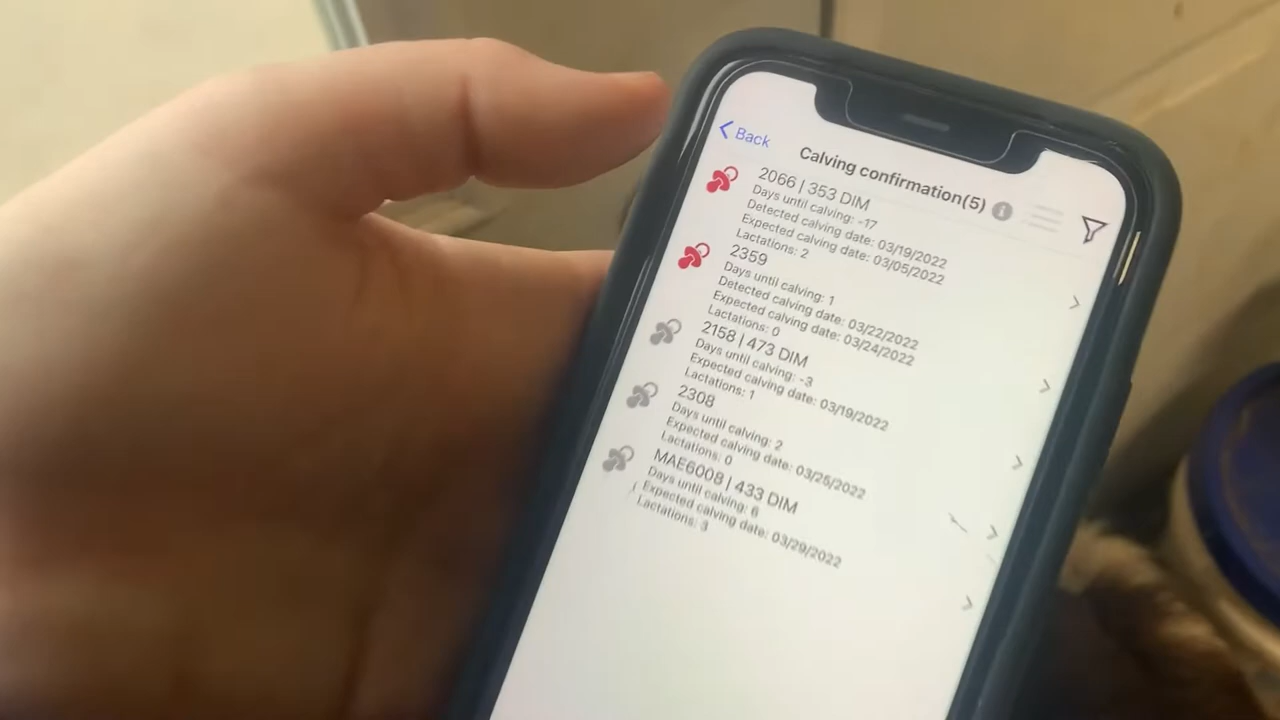 Back
Calving confirmation(5)
2066 | 353 DIM
Days until calving: -17
Detected calving date: 03/19/2022
Expected calving date: 03/05/2022
Lactations: 2
2359
Days until calving: 1
Detected calving date: 03/22/2022
Expected calving date: 03/24/2022
Lactations: 0
2158 | 473 DIM
Days until calving: -3
Expected calving date: 03/19/2022
Lactations: 1
2308
Days until calving: 2
Expected calving date: 03/25/2022
Lactations: 0
MAE6008 | 433 DIM
Days until calving: 6
Expected calving date: 03/29/2022
Lactations: 3